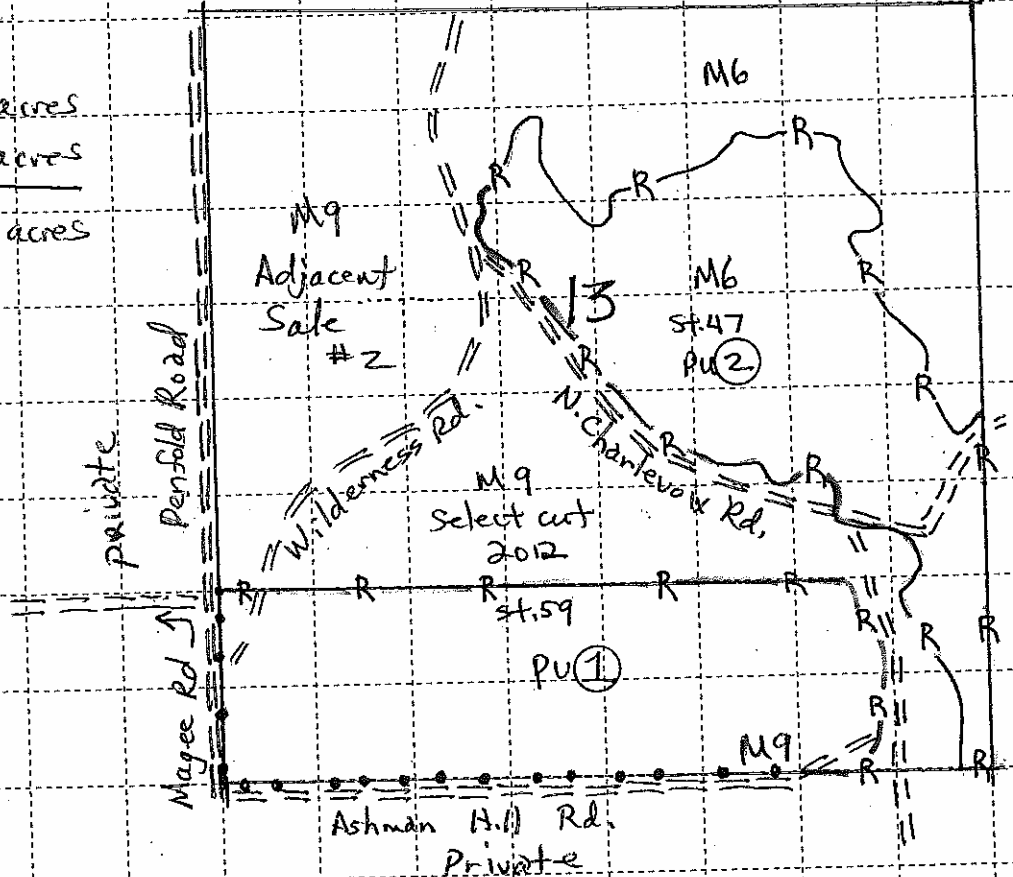 M6
acres
acres
acres
R
R
R
M9
Adjacent
Sale
#2
R
R
M6
13
St.47
PU 2
R
R
Penfold Road
private
Wilderness Rd.
N. Charlevoix Rd.
R
R
R
M9
Select cut
2012
R
R
R
R
R
St.59
R
R
R
PU 1
Magee Rd
R
M9
R
R
Ashman Hill Rd.
Private